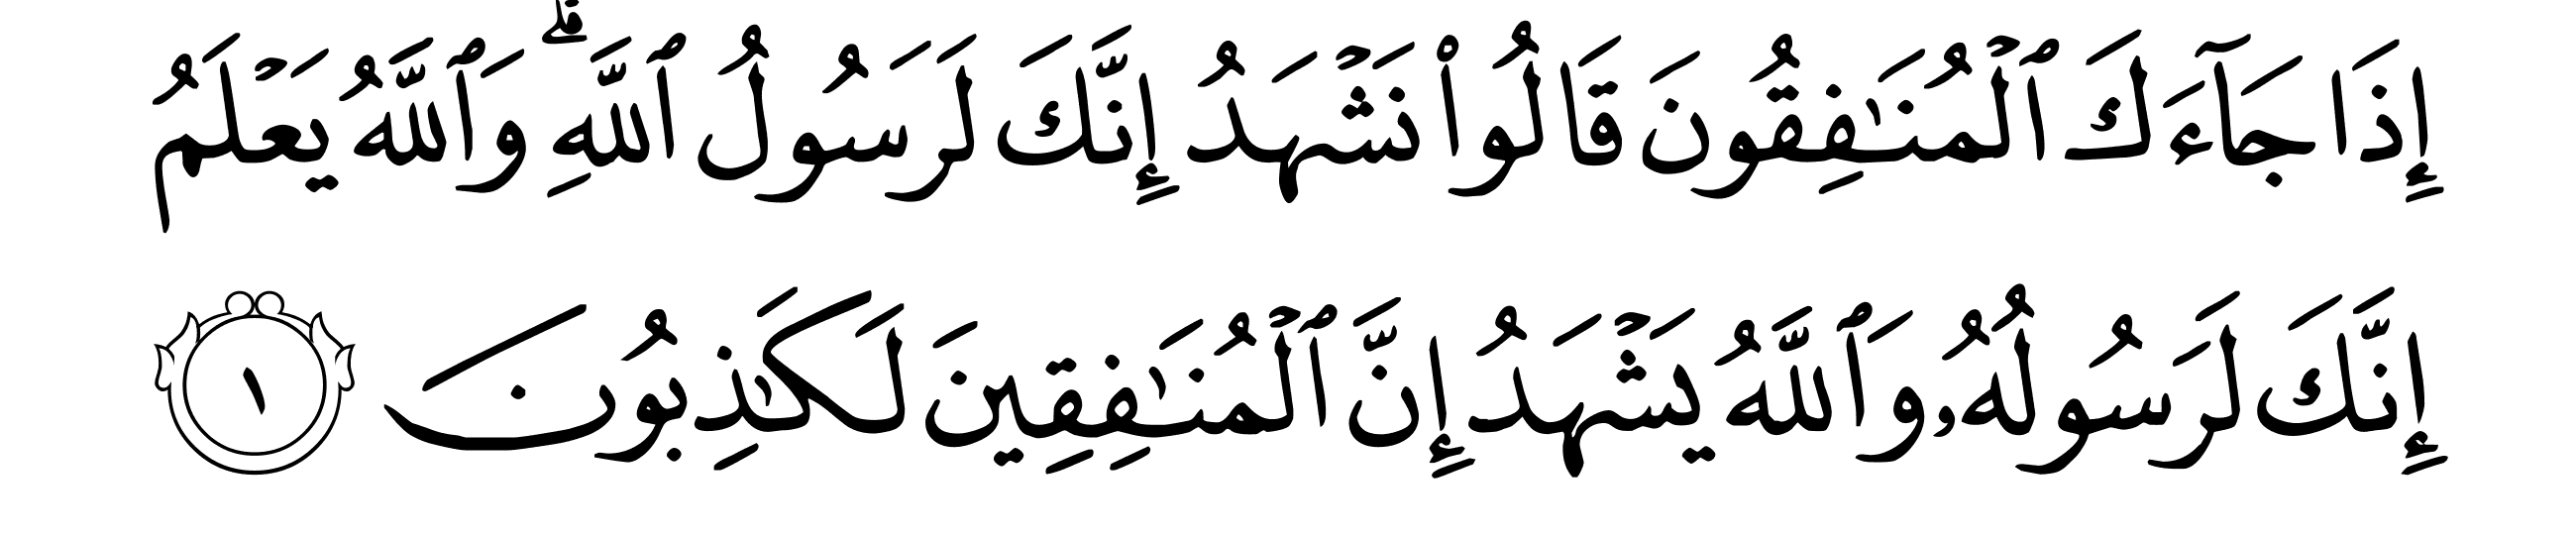 إِذَا جَآءَكَ ٱلۡمُنَـٰفِقُونَ قَالُواْ نَشۡهَدُ إِنَّكَ لَرَسُولُ ٱللَّهِۗ وَٱللَّهُ يَعۡلَمُ
إِنَّكَ لَرَسُولُهُۥ وَٱللَّهُ يَشۡهَدُ إِنَّ ٱلۡمُنَـٰفِقِينَ لَكَـٰذِبُونَ ١